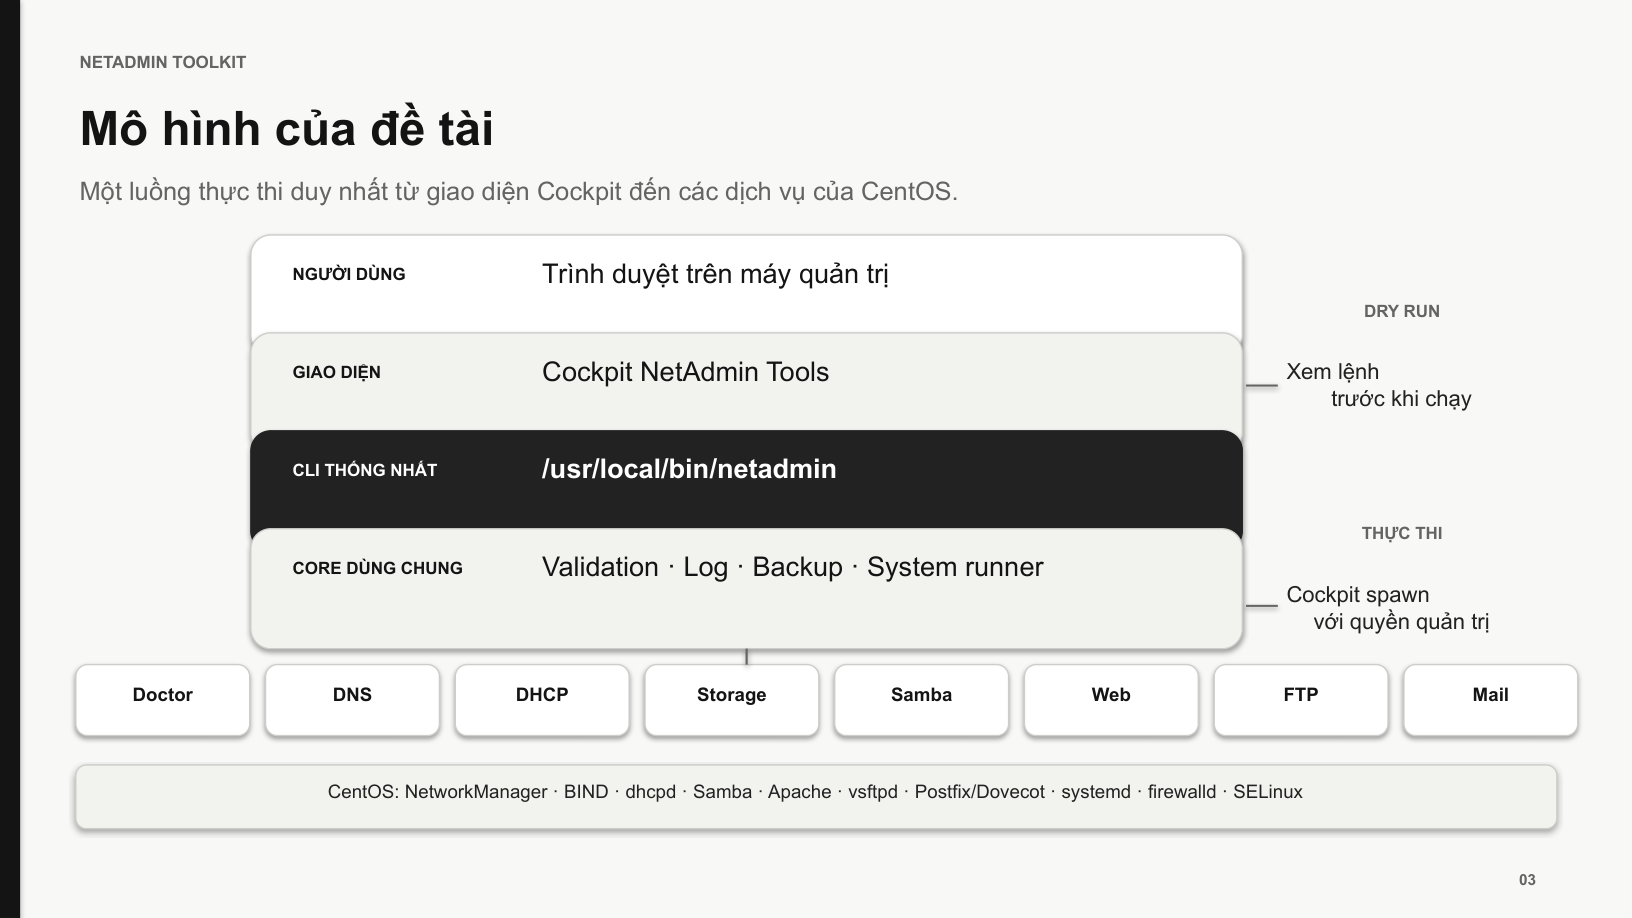 NETADMIN TOOLKIT
Mô hình của đề tài
Một luồng thực thi duy nhất từ giao diện Cockpit đến các dịch vụ của CentOS.
NGƯỜI DÙNG
Trình duyệt trên máy quản trị
GIAO DIỆN
Cockpit NetAdmin Tools
CLI THỐNG NHẤT
/usr/local/bin/netadmin
CORE DÙNG CHUNG
Validation · Log · Backup · System runner
DRY RUN
Xem lệnh
trước khi chạy
THỰC THI
Cockpit spawn
với quyền quản trị
Doctor
DNS
DHCP
Storage
Samba
Web
FTP
Mail
CentOS: NetworkManager · BIND · dhcpd · Samba · Apache · vsftpd · Postfix/Dovecot · systemd · firewalld · SELinux
03